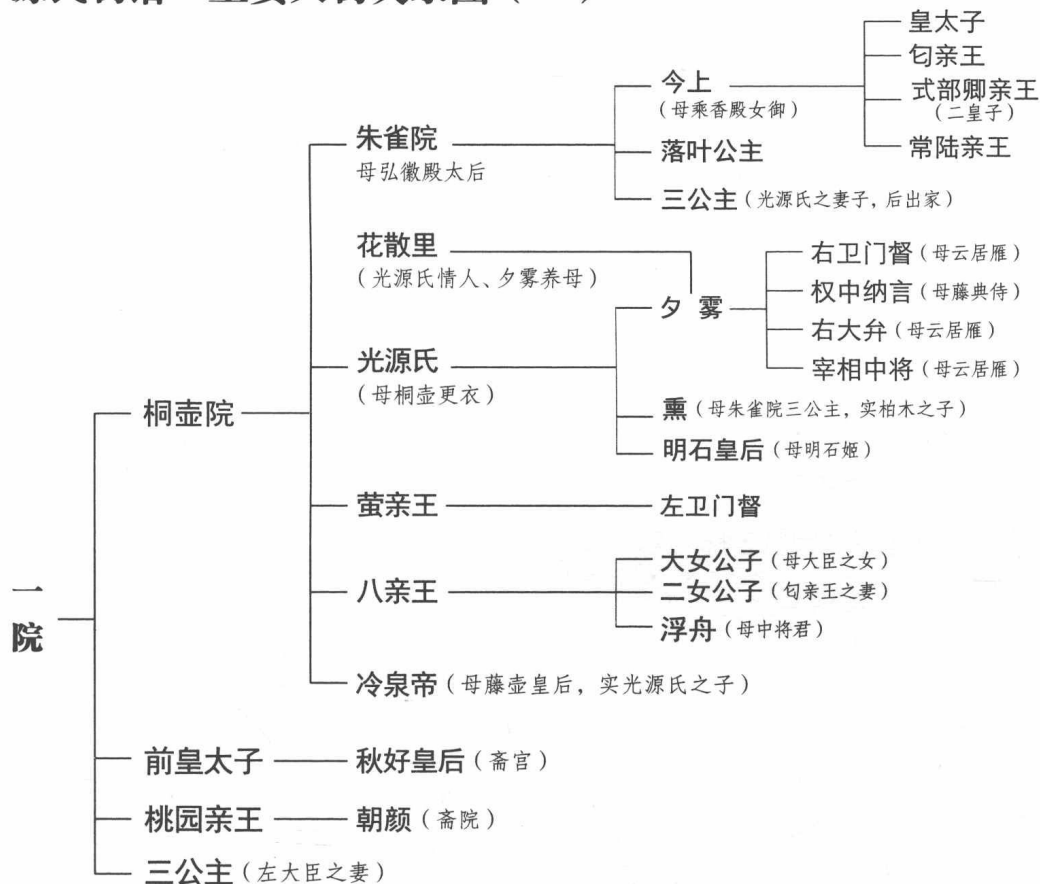 皇太子
匂亲王
今上
式部卿亲王
(母乘香殿女御)
(二皇子)
朱雀院
落叶公主
常陆亲王
母弘徽殿太后
三公主(光源氏之妻子,后出家)
花散里
右卫门督(母云居雁)
(光源氏情人、夕雾养母)
权中纳言(母藤典侍)
夕雾
右大弁(母云居雁)
光源氏
宰相中将(母云居雁)
(母桐壶更衣)
桐壶院
熏(母朱雀院三公主,实柏木之子)
明石皇后(母明石姬)
萤亲王
左卫门督
大女公子(母大臣之女)
一院
八亲王
二女公子(匂亲王之妻)
浮舟(母中将君)
冷泉帝(母藤壶皇后,实光源氏之子)
前皇太子
秋好皇后(斋宫)
桃园亲王
朝颜(斋院)
三公主(左大臣之妻)